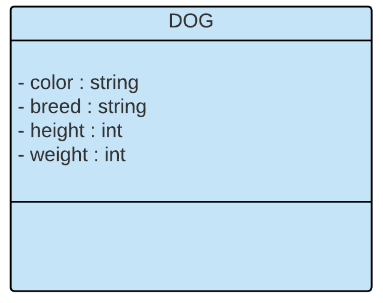 DOG
- color : string
- breed : string
- height : int
- weight : int